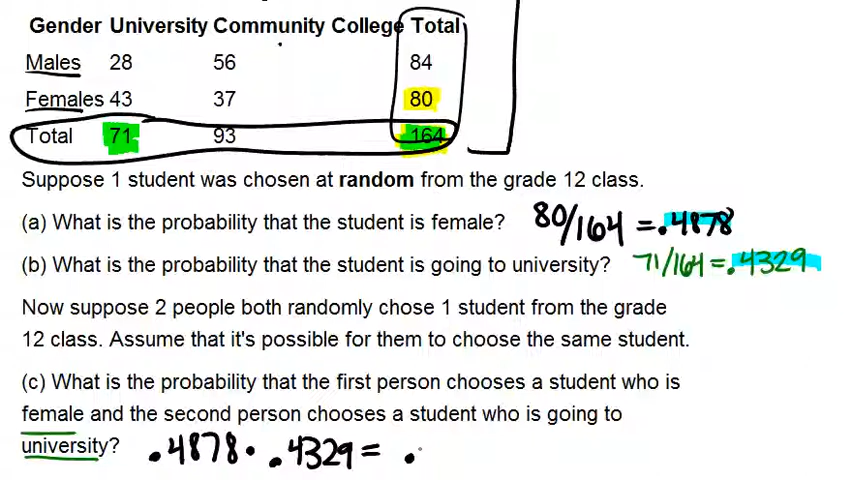 Gender University Community College Total
Males 28 56 84
Females 43 37 80
Total 71 93 164
Suppose 1 student was chosen at random from the grade 12 class.
(a) What is the probability that the student is female? 80/164 = .4878
(b) What is the probability that the student is going to university? 71/164 = .4329
Now suppose 2 people both randomly chose 1 student from the grade
12 class. Assume that it's possible for them to choose the same student.
(c) What is the probability that the first person chooses a student who is
female and the second person chooses a student who is going to
university? .4878 · .4329 = .